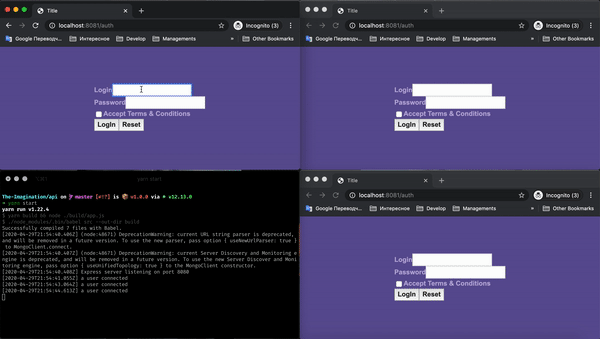 Title
localhost:8081/auth
Incognito (3)
Google Переводч...
Интересное
Develop
Managements
»
Other Bookmarks
Login
Password
Accept Terms & Conditions
LogIn
Reset
Title
localhost:8081/auth
Incognito (3)
Google Переводч...
Интересное
Develop
Managements
»
Other Bookmarks
Login
Password
Accept Terms & Conditions
LogIn
Reset
yarn start
The-Imagination/api on master [✘!?] is v1.0.0 via v12.13.0
yarn start
yarn run v1.22.4
$ yarn build && node ./build/app.js
$ ./node_modules/.bin/babel src --out-dir build
Successfully compiled 7 files with Babel.
[2020-04-29T21:54:40.406Z] (node:40671) DeprecationWarning: current URL string parser is deprecated,
and will be removed in a future version. To use the new parser, pass option { useNewUrlParser: true }
to MongoClient.connect.
[2020-04-29T21:54:40.407Z] (node:40671) DeprecationWarning: current Server Discovery and Monitoring e
ngine is deprecated, and will be removed in a future version. To use the new Server Discover and Moni
toring engine, pass option { useUnifiedTopology: true } to the MongoClient constructor.
[2020-04-29T21:54:40.408Z] Express server listening on port 8080
[2020-04-29T21:54:41.055Z] a user connected
[2020-04-29T21:54:43.064Z] a user connected
[2020-04-29T21:54:44.613Z] a user connected
Title
localhost:8081/auth
Incognito (3)
Google Переводч...
Интересное
Develop
Managements
»
Other Bookmarks
Login
Password
Accept Terms & Conditions
LogIn
Reset